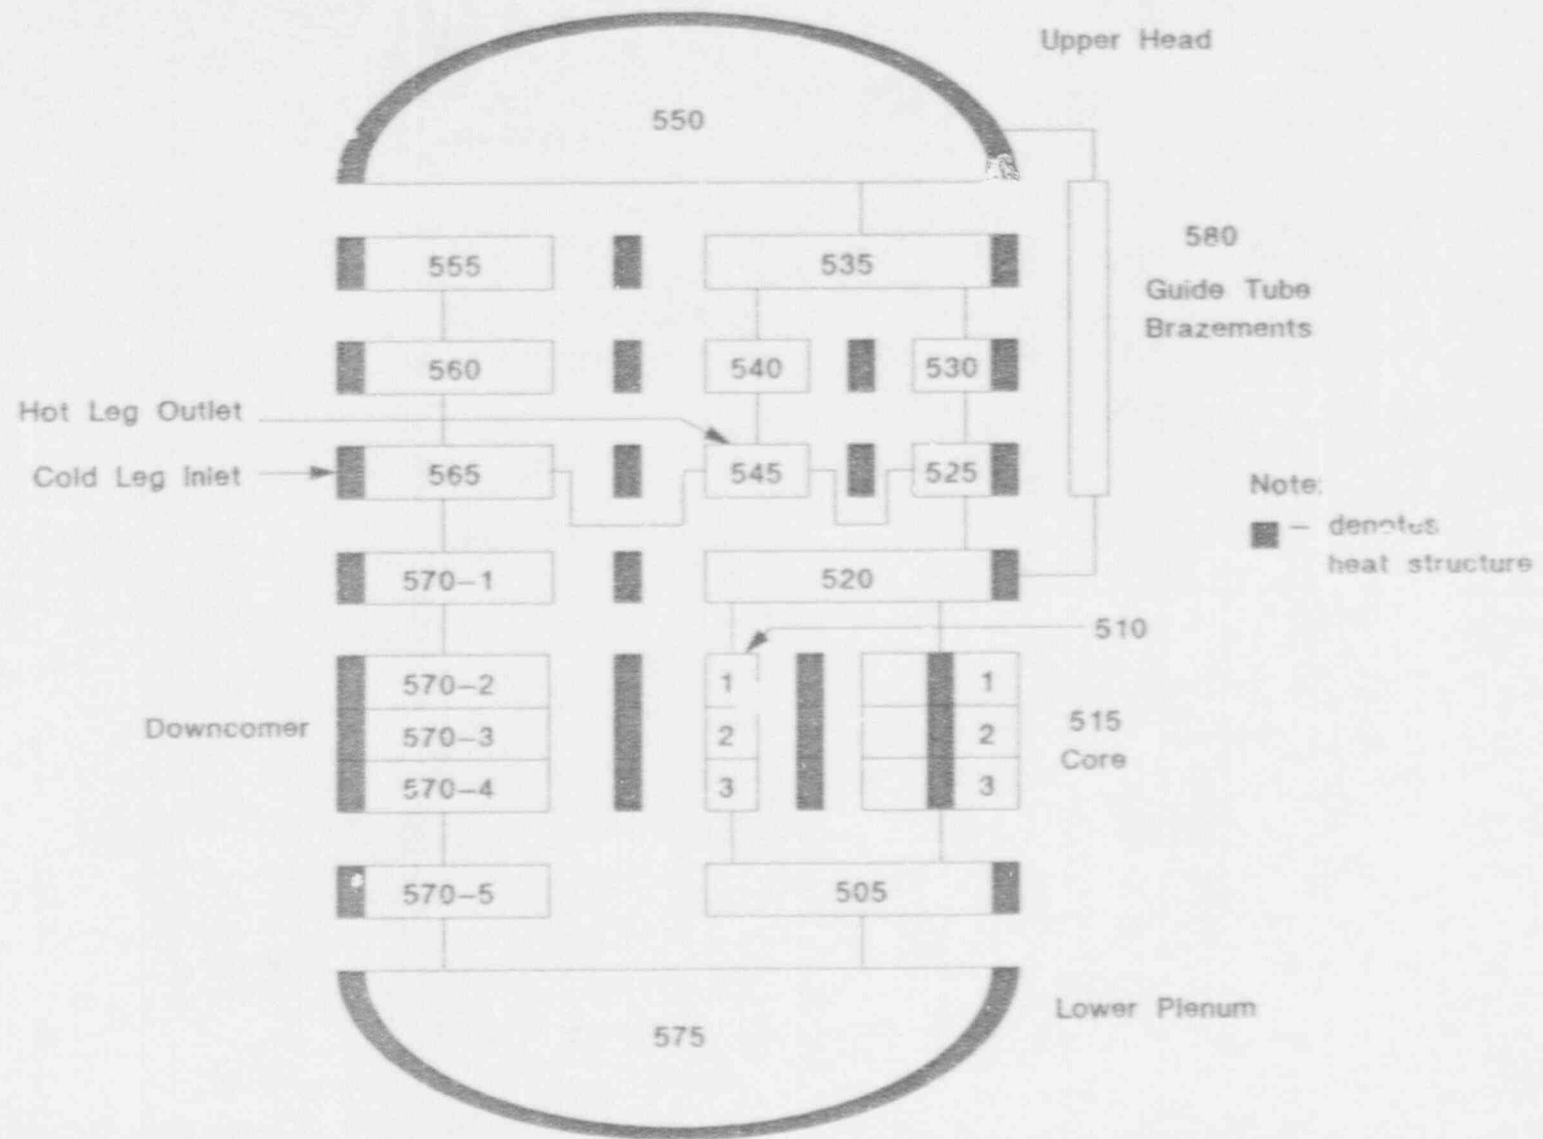 Upper Head
550
580
555
535
Guide Tube
Brazements
560
540
530
Hot Leg Outlet
Cold Leg Inlet
565
545
525
Note:
– denotes
heat structure
570–1
520
510
570–2
1
1
Downcomer
570–3
2
2
515
Core
570–4
3
3
570–5
505
Lower Plenum
575